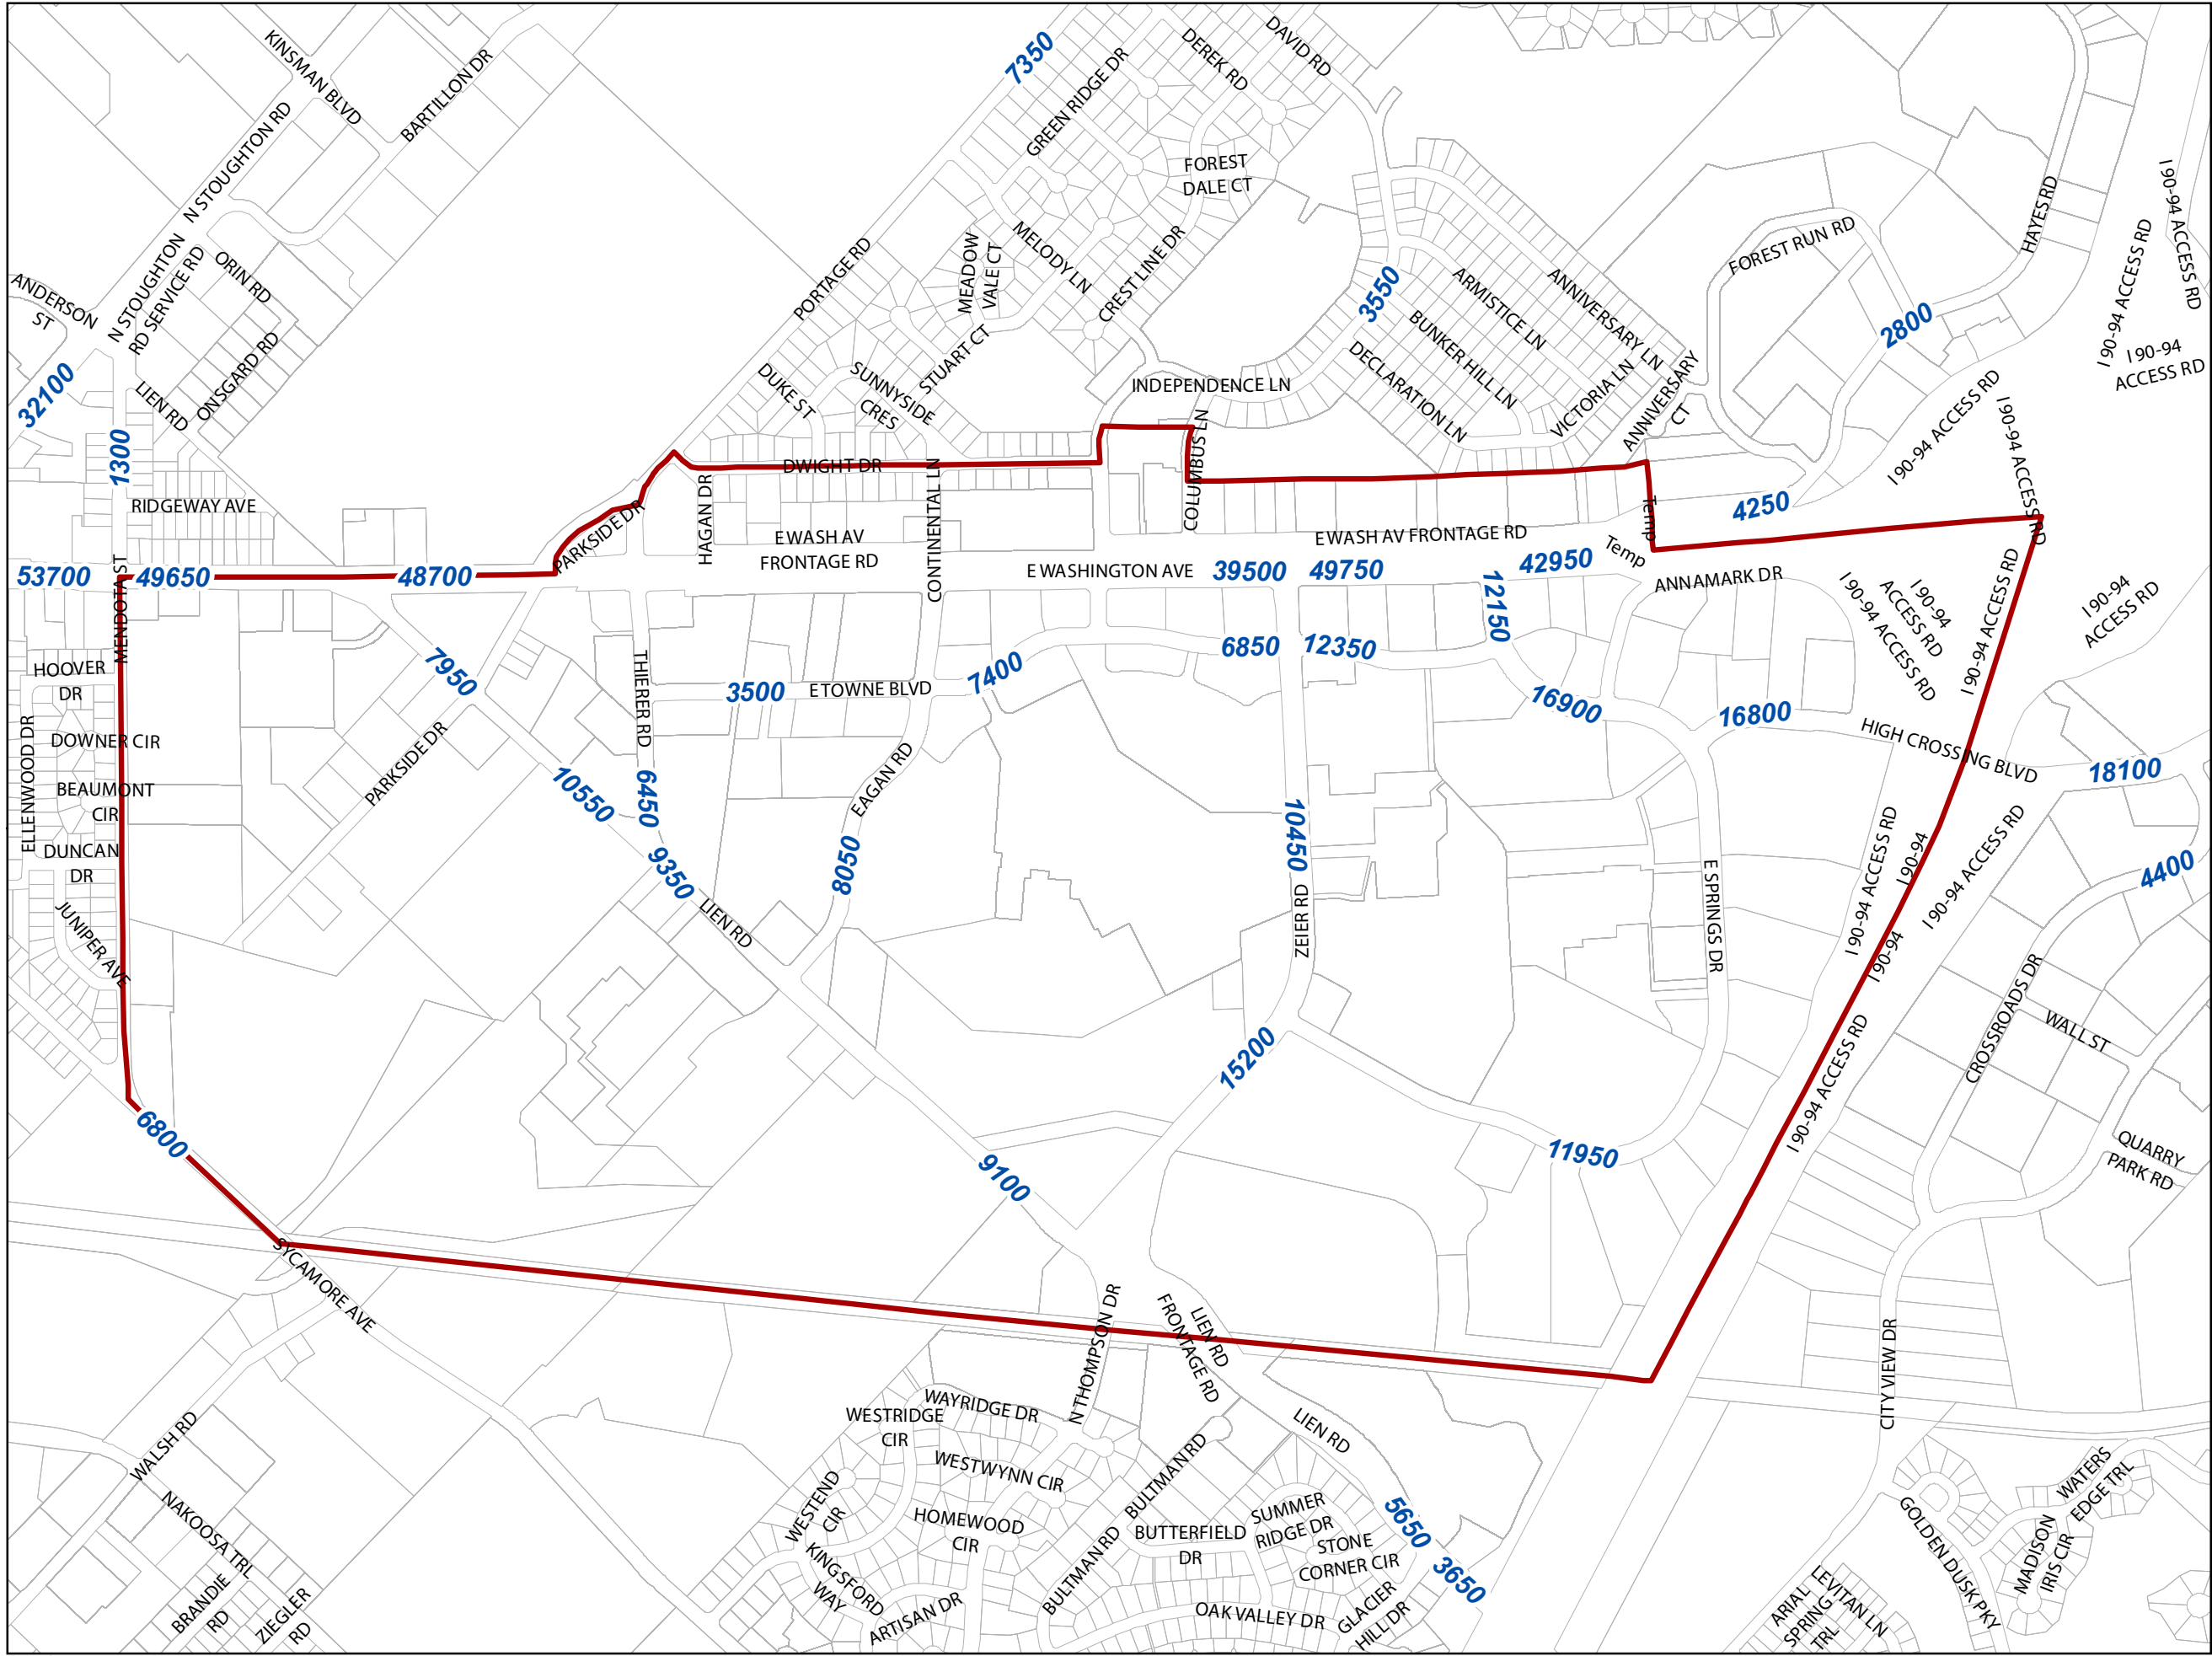 KINSMAN BLVD
BARTILLON DR
N STOUGHTON RD
N STOUGHTON
RD SERVICE RD
ORIN RD
ANDERSON
ST
LIEN RD
ONSGARD RD
32100
1300
RIDGEWAY AVE
7350
GREEN RIDGE DR
DEREK RD
DAVID RD
FOREST
DALE CT
PORTAGE RD
MEADOW
VALE CT
MELODY LN
CREST LINE DR
STUART CT
SUNNYSIDE
CRES
DUKE ST
INDEPENDENCE LN
3550
ARMISTICE LN
ANNIVERSARY LN
BUNKER HILL LN
DECLARATION LN
VICTORIA LN
ANNIVERSARY
CT
FOREST RUN RD
HAYES RD
2800
I 90-94 ACCESS RD
I 90-94 ACCESS RD
I 90-94
ACCESS RD
I 90-94 ACCESS RD
I 90-94 ACCESS RD
DWIGHT DR
HAGAN DR
CONTINENTAL LN
COLUMBUS LN
PARKSIDE DR
E WASH AV
FRONTAGE RD
E WASH AV FRONTAGE RD
Temp
Temp
4250
53700
49650
48700
E WASHINGTON AVE
39500
49750
42950
12150
ANNAMARK DR
I 90-94
ACCESS RD
I 90-94 ACCESS RD
I 90-94 ACCESS RD
I 90-94
ACCESS RD
MENDOTA ST
HOOVER
DR
DOWNER CIR
ELLENWOOD DR
BEAUMONT
CIR
DUNCAN
DR
JUNIPER AVE
7950
PARKSIDE DR
THIERER RD
3500
E TOWNE BLVD
7400
6850
12350
16900
16800
HIGH CROSSING BLVD
18100
10550
6450
9350
LIEN RD
EAGAN RD
8050
10450
ZEIER RD
E SPRINGS DR
I 90-94 ACCESS RD
I 90-94
I 90-94
I 90-94 ACCESS RD
I 90-94 ACCESS RD
4400
CROSSROADS DR
WALL ST
QUARRY
PARK RD
15200
11950
9100
6800
SYCAMORE AVE
N THOMPSON DR
LIEN RD
FRONTAGE RD
CITY VIEW DR
WALSH RD
NAKOOSA TRL
BRANDIE
RD
ZIEGLER
RD
WESTRIDGE
CIR
WAYRIDGE DR
WESTWYNN CIR
WESTEND
CIR
HOMEWOOD
CIR
KINGSFORD
WAY
ARTISAN DR
BULTMAN RD
BULTMAN RD
BUTTERFIELD
DR
SUMMER
RIDGE DR
STONE
CORNER CIR
LIEN RD
5650
3650
OAK VALLEY DR
GLACIER
HILL DR
WATERS
EDGE TRL
GOLDEN DUSK PKY
MADISON
IRIS CIR
ARIAL
SPRING
TRL
LEVITAN LN